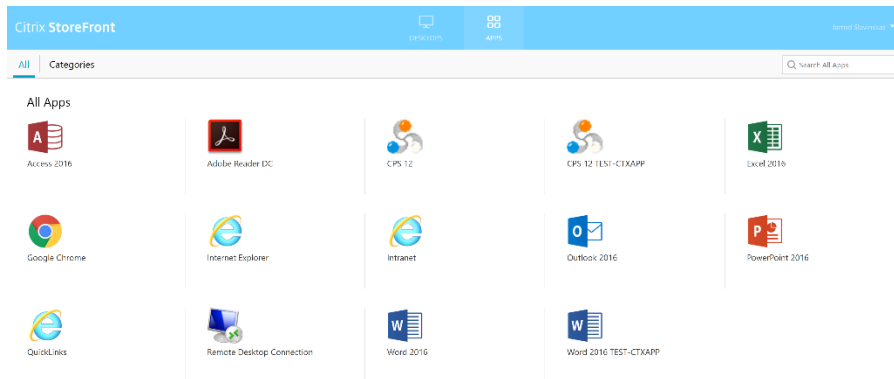 Citrix StoreFront
DESKTOPS
APPS
All
Categories
Search All Apps
All Apps
Access 2016
Adobe Reader DC
CPS 12
CPS 12 TEST-CTXAPP
Excel 2016
Google Chrome
Internet Explorer
Intranet
Outlook 2016
PowerPoint 2016
QuickLinks
Remote Desktop Connection
Word 2016
Word 2016 TEST-CTXAPP